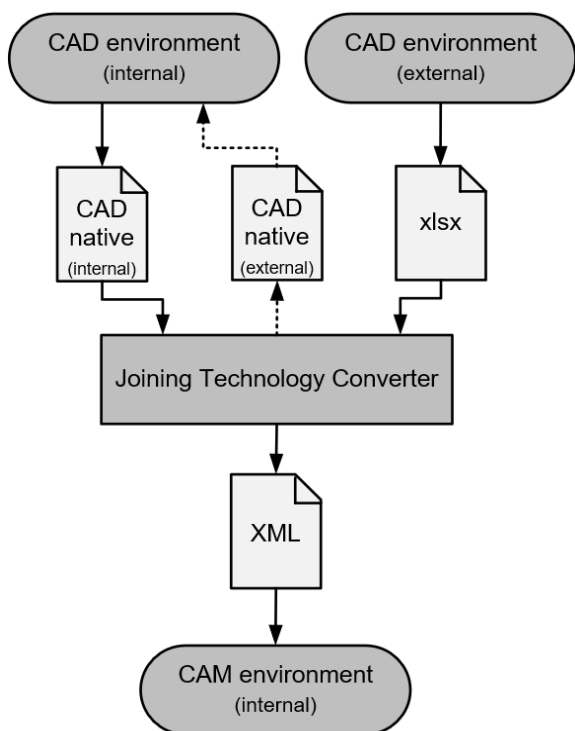 CAD environment
(internal)
CAD environment
(external)
CAD
native
(internal)
CAD
native
(external)
xlsx
Joining Technology Converter
XML
CAM environment
(internal)